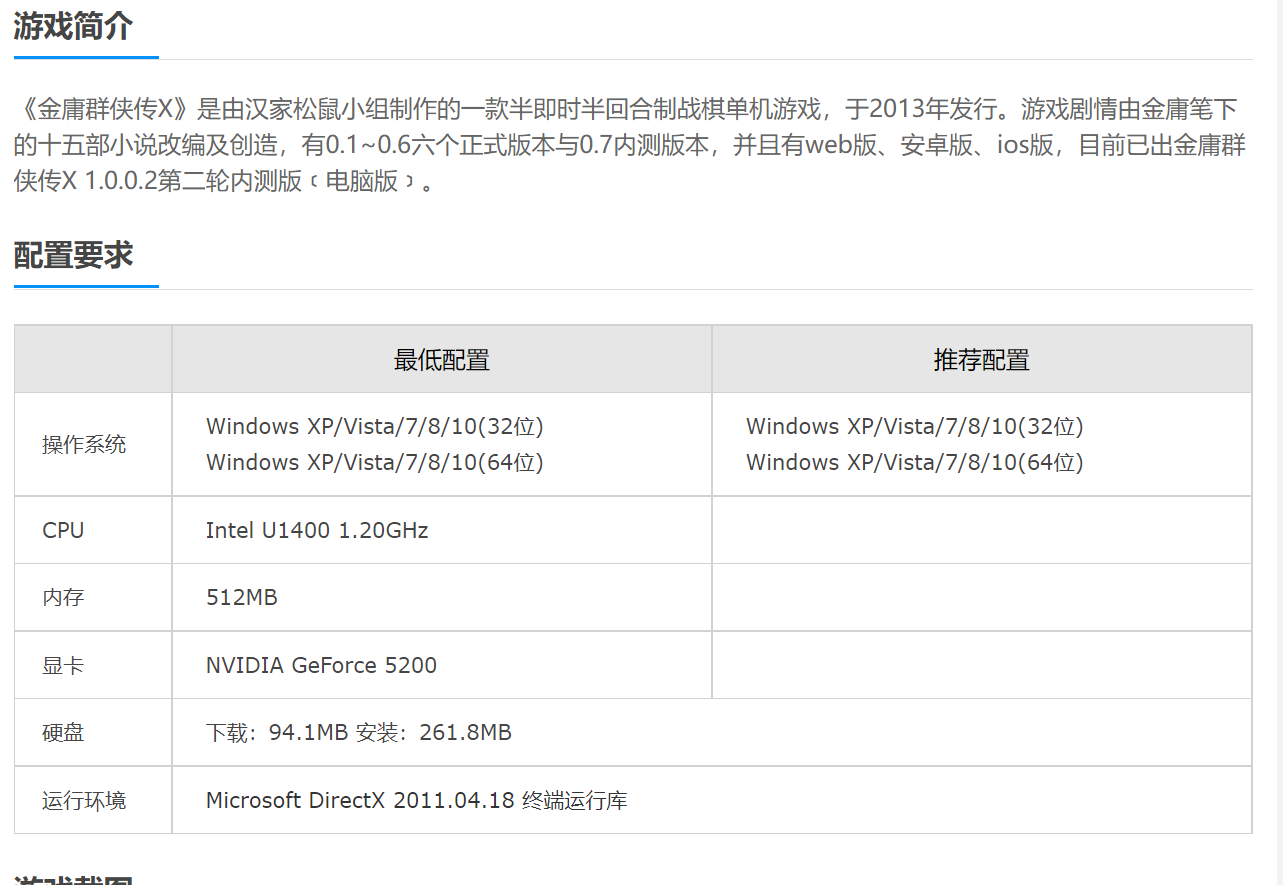 游戏简介
《金庸群侠传X》是由汉家松鼠小组制作的一款半即时半回合制战棋单机游戏，于2013年发行。游戏剧情由金庸笔下
的十五部小说改编及创造，有0.1~0.6六个正式版本与0.7内测版本，并且有web版、安卓版、ios版，目前已出金庸群
侠传X 1.0.0.2第二轮内测版﹝电脑版﹞。
配置要求
最低配置 推荐配置
操作系统
Windows XP/Vista/7/8/10(32位) Windows XP/Vista/7/8/10(32位)
Windows XP/Vista/7/8/10(64位) Windows XP/Vista/7/8/10(64位)
CPU Intel U1400 1.20GHz
内存 512MB
显卡 NVIDIA GeForce 5200
硬盘 下载：94.1MB 安装：261.8MB
运行环境 Microsoft DirectX 2011.04.18 终端运行库
游戏截图